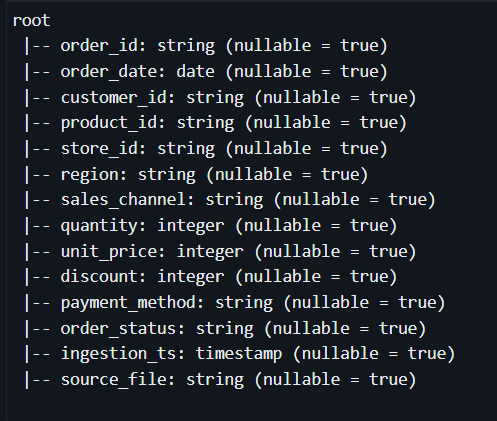 root
 |-- order_id: string (nullable = true)
 |-- order_date: date (nullable = true)
 |-- customer_id: string (nullable = true)
 |-- product_id: string (nullable = true)
 |-- store_id: string (nullable = true)
 |-- region: string (nullable = true)
 |-- sales_channel: string (nullable = true)
 |-- quantity: integer (nullable = true)
 |-- unit_price: integer (nullable = true)
 |-- discount: integer (nullable = true)
 |-- payment_method: string (nullable = true)
 |-- order_status: string (nullable = true)
 |-- ingestion_ts: timestamp (nullable = true)
 |-- source_file: string (nullable = true)